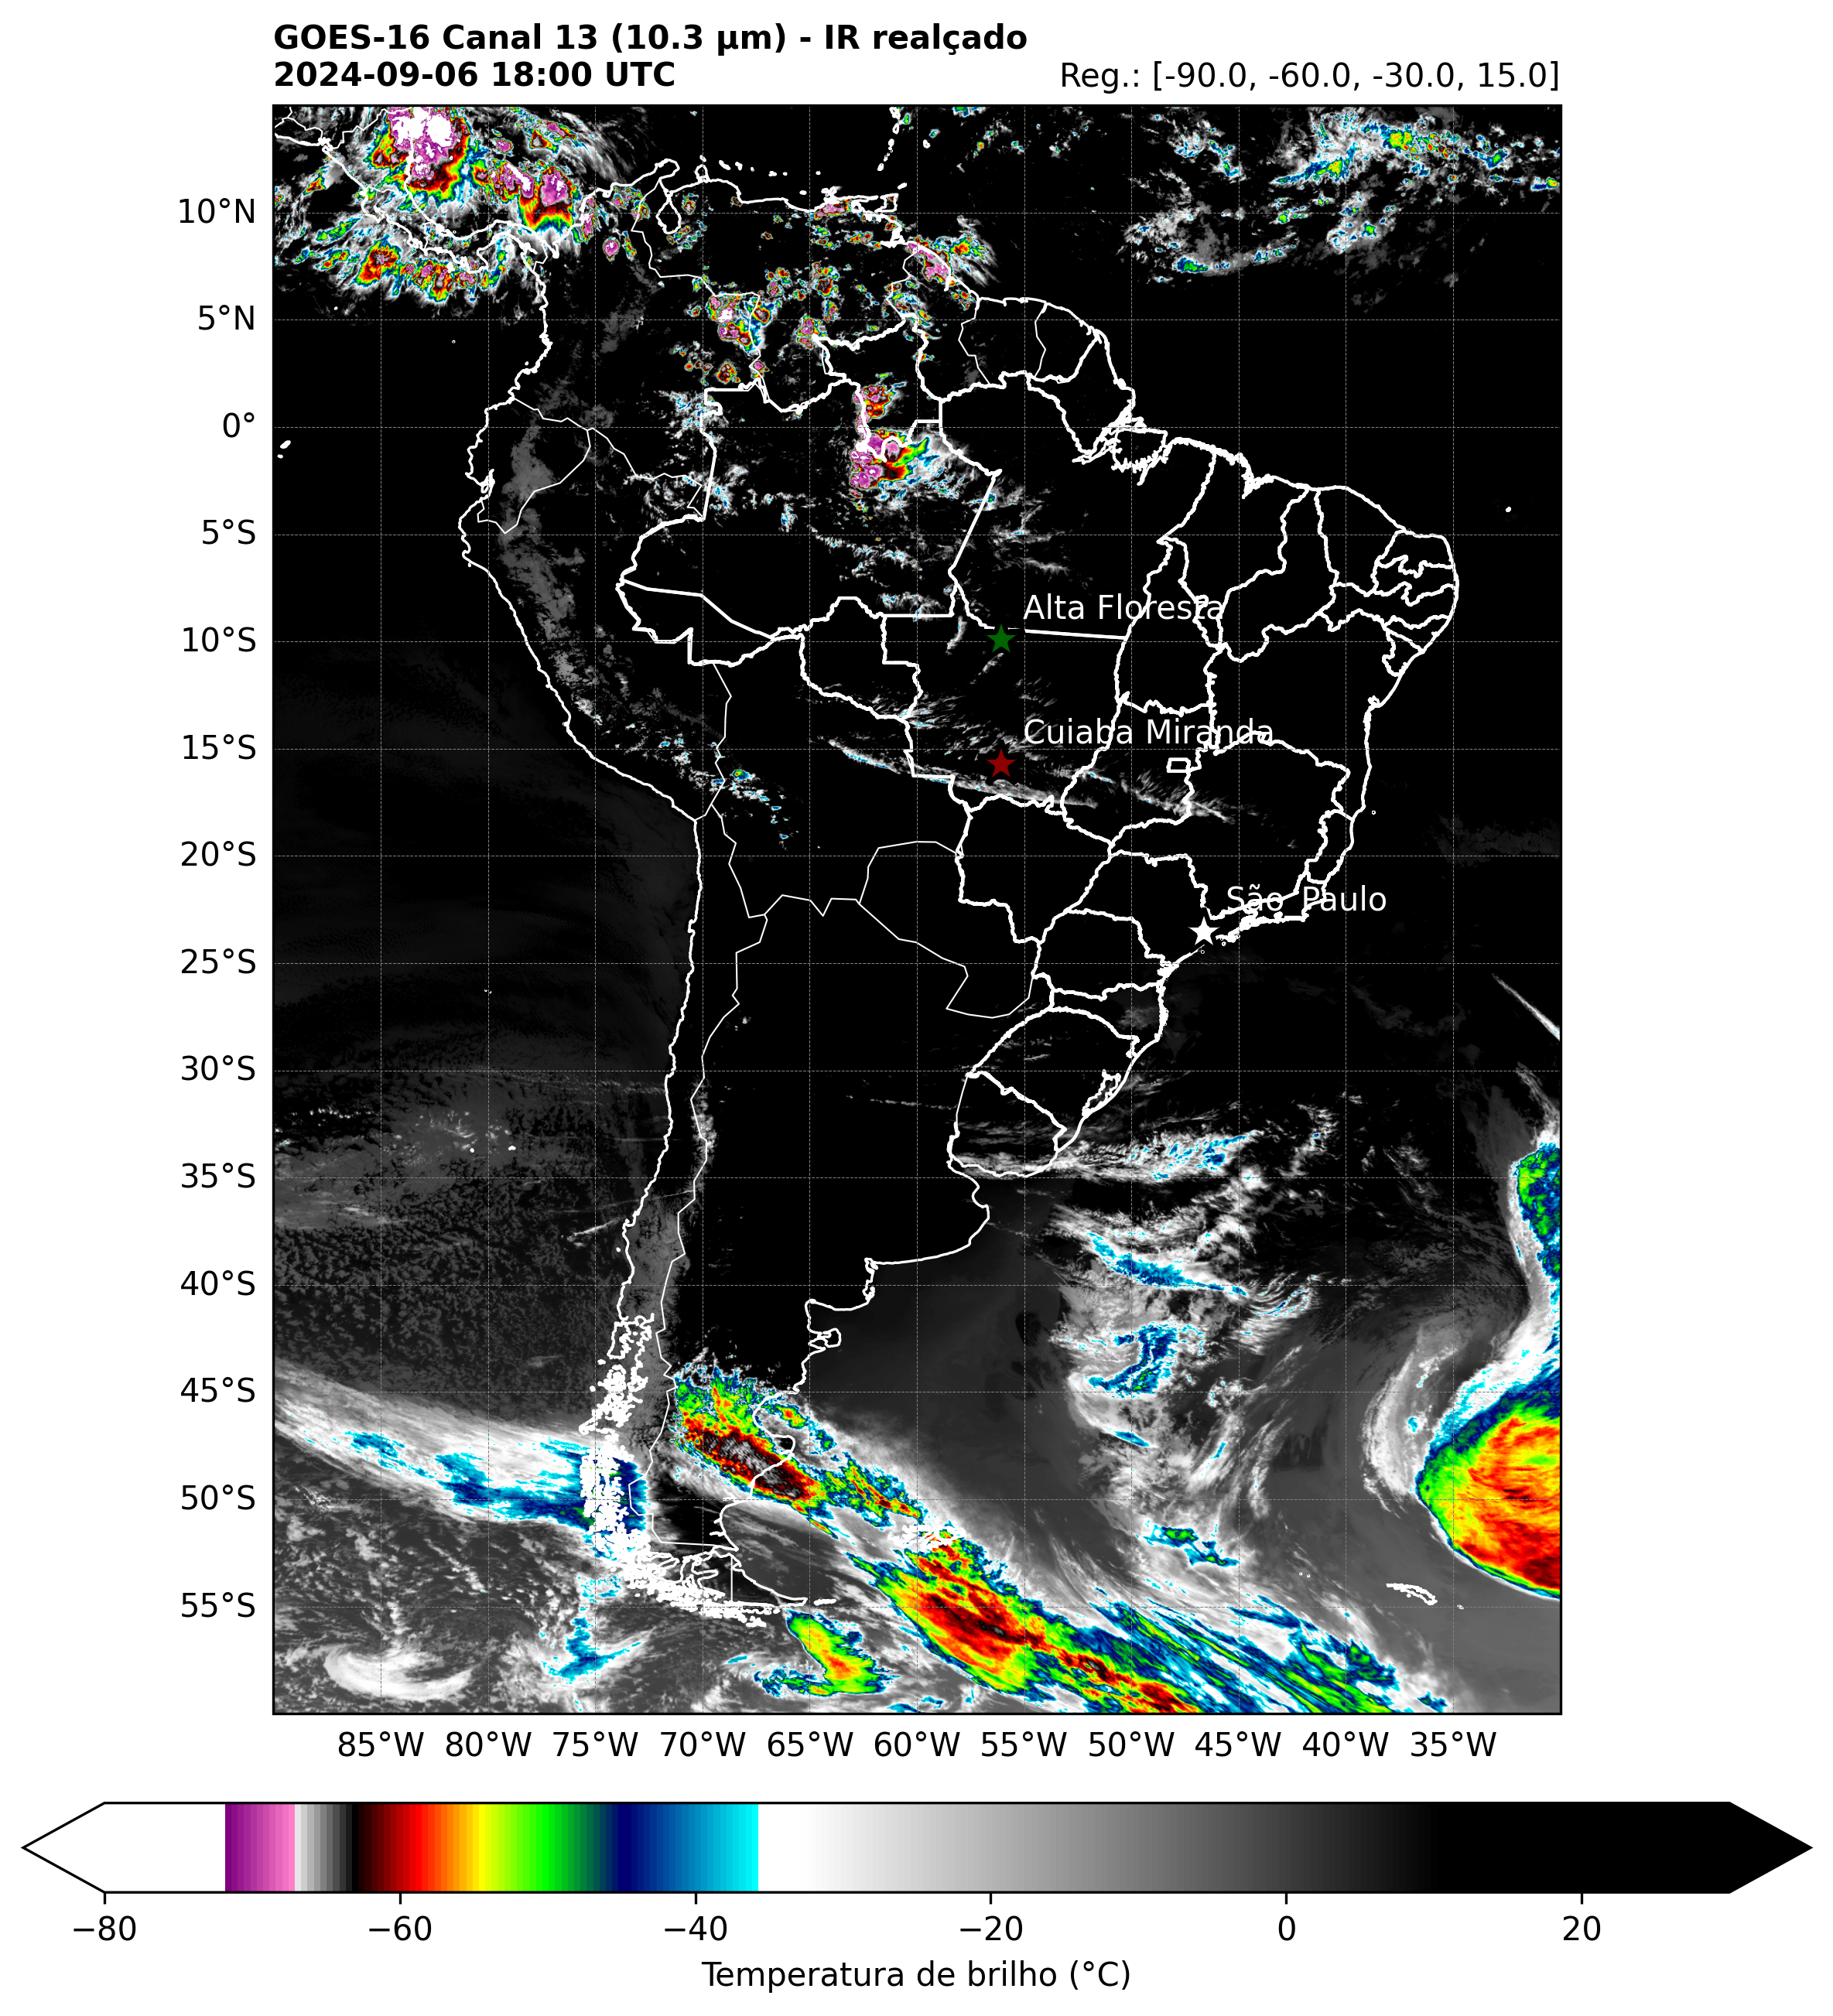 GOES-16 Canal 13 (10.3 µm) - IR realçado
2024-09-06 18:00 UTC
Reg.: [-90.0, -60.0, -30.0, 15.0]
10°N
5°N
0°
5°S
Alta Floresta
10°S
Cuiaba Miranda
15°S
20°S
São Paulo
25°S
30°S
35°S
40°S
45°S
50°S
55°S
85°W 80°W 75°W 70°W 65°W 60°W 55°W 50°W 45°W 40°W 35°W
−80 −60 −40 −20 0 20
Temperatura de brilho (°C)